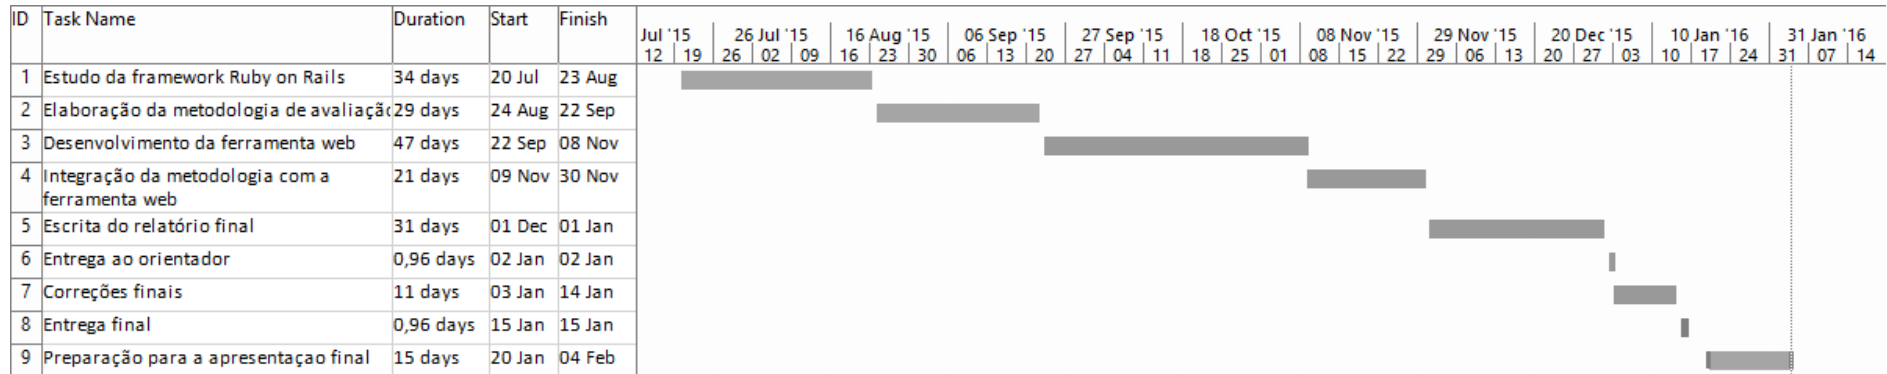 ID Task Name Duration Start Finish
Jul '15 26 Jul '15 16 Aug '15 06 Sep '15 27 Sep '15 18 Oct '15 08 Nov '15 29 Nov '15 20 Dec '15 10 Jan '16 31 Jan '16
12 19 26 02 09 16 23 30 06 13 20 27 04 11 18 25 01 08 15 22 29 06 13 20 27 03 10 17 24 31 07 14
1 Estudo da framework Ruby on Rails 34 days 20 Jul 23 Aug
2 Elaboração da metodologia de avaliaçã 29 days 24 Aug 22 Sep
3 Desenvolvimento da ferramenta web 47 days 22 Sep 08 Nov
4 Integração da metodologia com a 21 days 09 Nov 30 Nov
ferramenta web
5 Escrita do relatório final 31 days 01 Dec 01 Jan
6 Entrega ao orientador 0,96 days 02 Jan 02 Jan
7 Correções finais 11 days 03 Jan 14 Jan
8 Entrega final 0,96 days 15 Jan 15 Jan
9 Preparação para a apresentaçao final 15 days 20 Jan 04 Feb